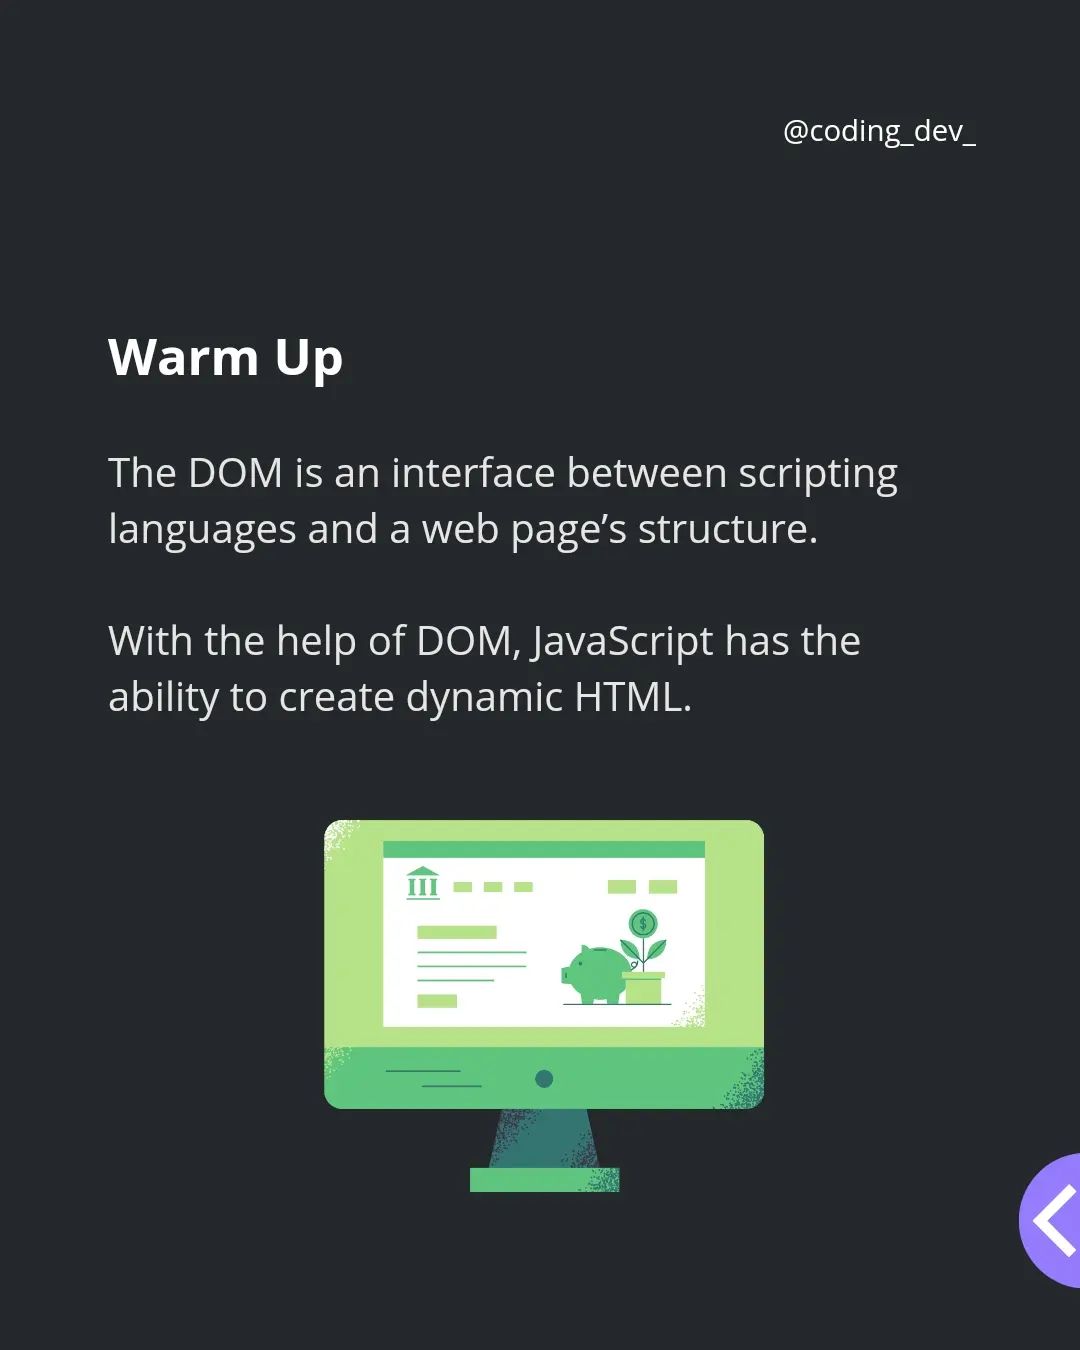 @coding_dev_
Warm Up
The DOM is an interface between scripting
languages and a web page’s structure.
With the help of DOM, JavaScript has the
ability to create dynamic HTML.
$